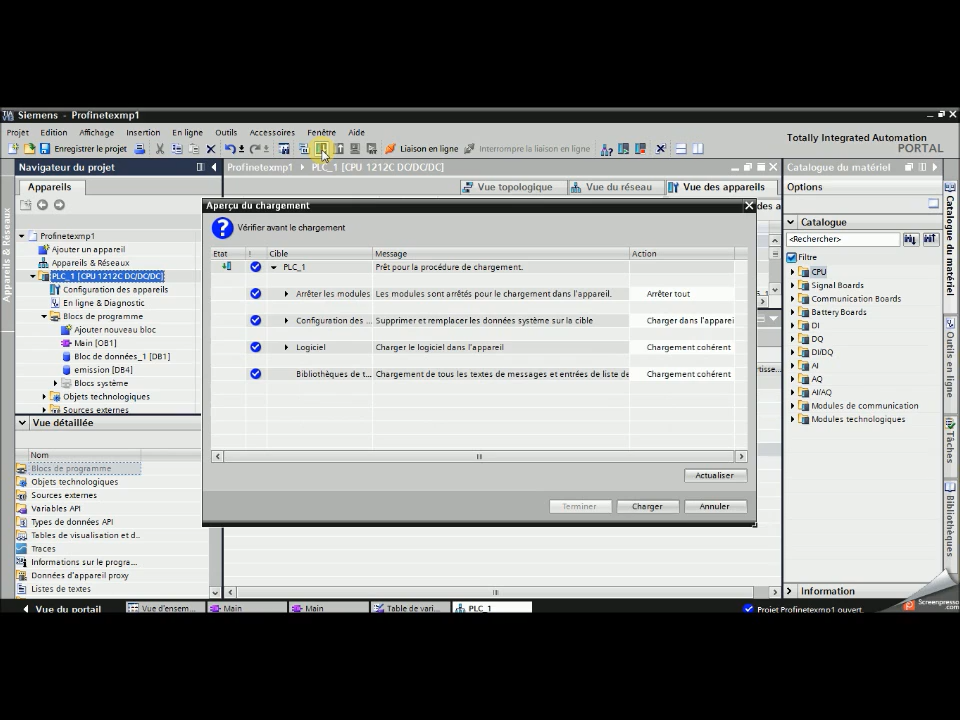 Siemens - Profinetexmp1
Projet Edition Affichage Insertion En ligne Outils Accessoires Fenêtre Aide
Enregistrer le projet Liaison en ligne Interrompre la liaison en ligne
Totally Integrated Automation
PORTAL
Navigateur du projet
Profinetexmp1 PLC_1 [CPU 1212C DC/DC/DC]
Catalogue du matériel
Appareils
Vue topologique Vue du réseau Vue des appareils
Options
Appareils & Réseaux
Profinetexmp1
Ajouter un appareil
Appareils & Réseaux
PLC_1 [CPU 1212C DC/DC/DC]
Configuration des appareils
En ligne & Diagnostic
Blocs de programme
Ajouter nouveau bloc
Main [OB1]
Bloc de données_1 [DB1]
emission [DB4]
Blocs système
Objets technologiques
Sources externes
Vue détaillée
Nom
Blocs de programme
Objets technologiques
Sources externes
Variables API
Types de données API
Tables de visualisation et d..
Traces
Informations sur le progra...
Données d'appareil proxy
Listes de textes
Aperçu du chargement
Vérifier avant le chargement
Etat ! Cible Message Action
PLC_1 Prêt pour la procédure de chargement.
Arrêter les modules Les modules sont arrêtés pour le chargement dans l'appareil. Arrêter tout
Configuration des ... Supprimer et remplacer les données système sur la cible Charger dans l'apparei
Logiciel Charger le logiciel dans l'appareil Chargement cohérent
Bibliothèques de t... Chargement de tous les textes de messages et entrées de liste de Chargement cohérent
Actualiser
Terminer Charger Annuler
des a
Catalogue
<Rechercher>
Filtre
CPU
Signal Boards
Communication Boards
Battery Boards
DI
DQ
DI/DQ
AI
AQ
AI/AQ
Modules de communication
Modules technologiques
Information
Catalogue du matériel
Outils en ligne
Tâches
Bibliothèques
Vue du portail
Vue d'ensem...
Main
Main
Table de vari...
PLC_1
Projet Profinetexmp1 ouvert.
Screenpresso
.com